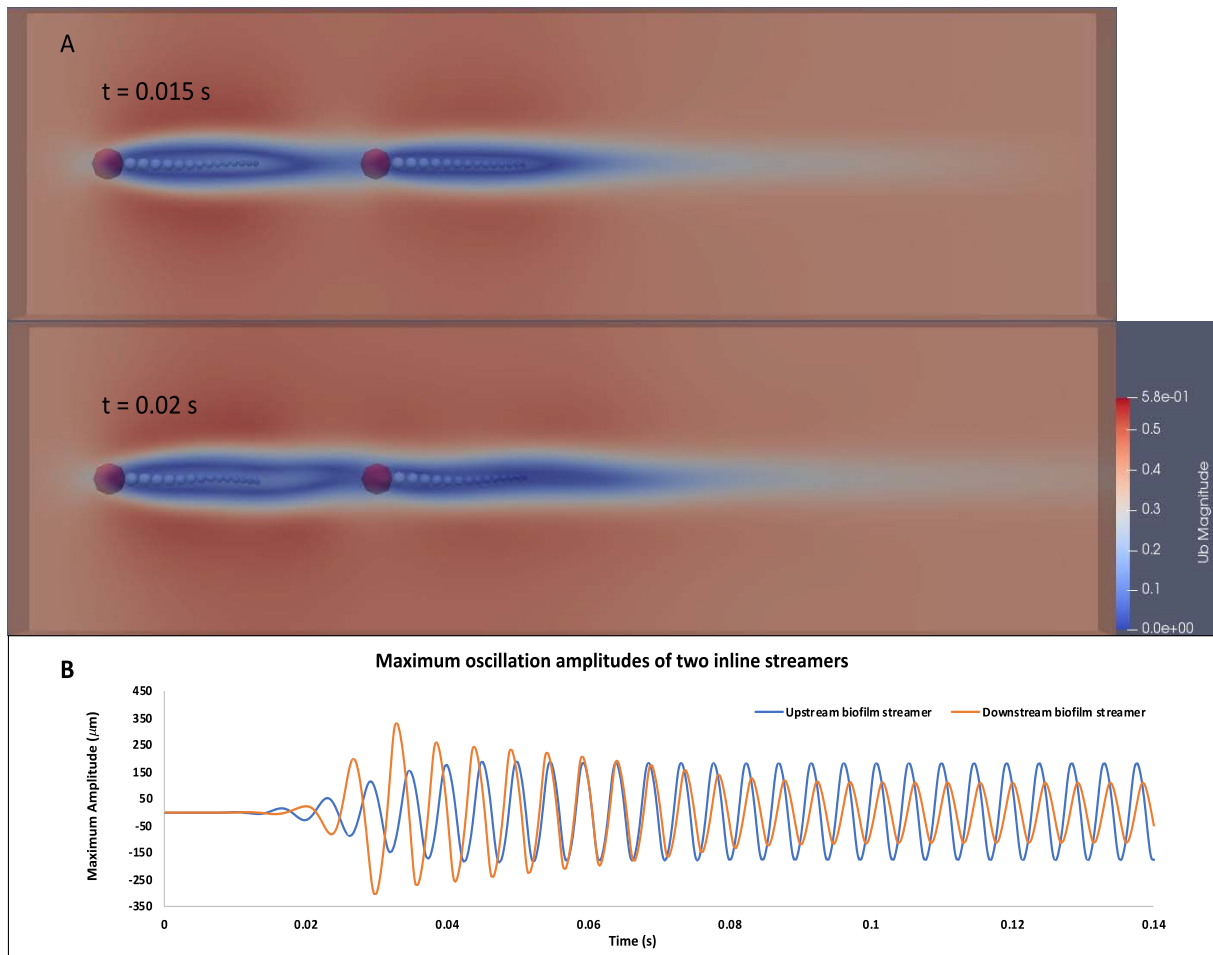 A
t = 0.015 s
t = 0.02 s
5.8e-01
0.5
0.4
0.3
0.2
0.1
0.0e+00
Ub Magnitude
B
Maximum oscillation amplitudes of two inline streamers
450
350
250
150
50
-50
-150
-250
-350
Maximum Amplitude (μm)
Upstream biofilm streamer
Downstream biofilm streamer
0
0.02
0.04
0.06
0.08
0.1
0.12
0.14
Time (s)